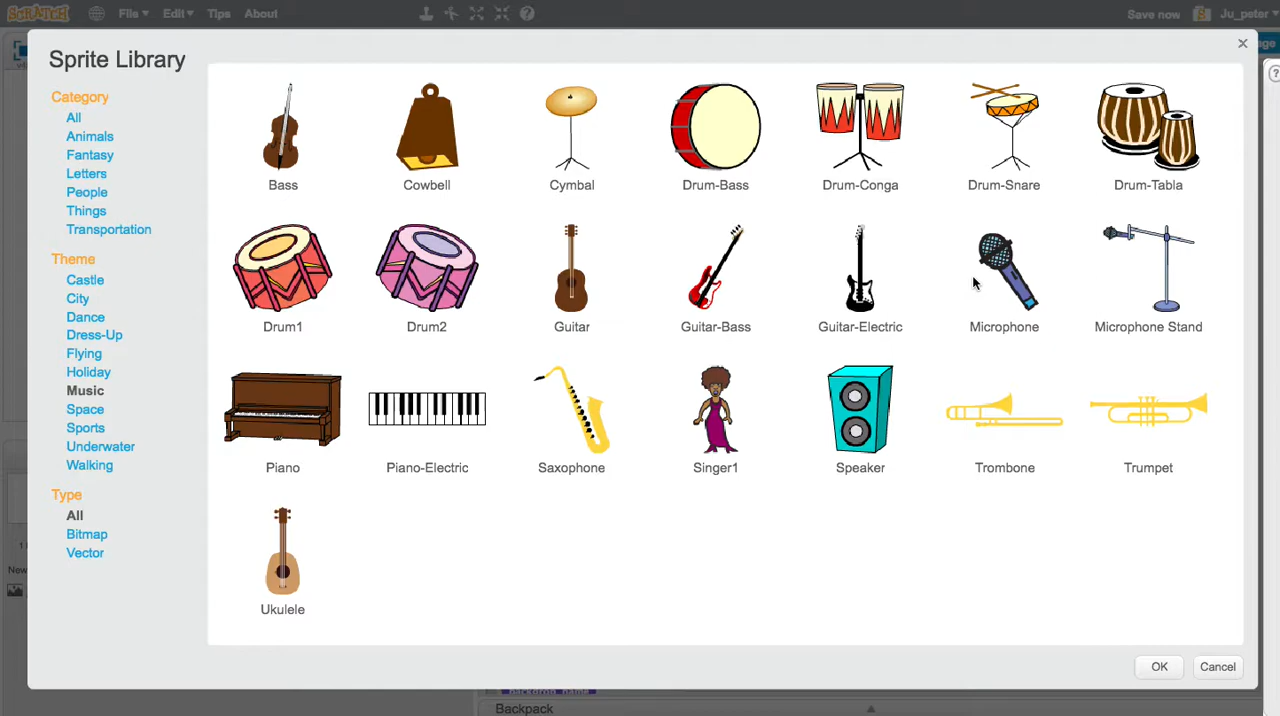 SCRATCH File Edit Tips About Save now Ju_peter
Sprite Library
Category
All
Animals
Fantasy
Letters
People
Things
Transportation
Theme
Castle
City
Dance
Dress-Up
Flying
Holiday
Music
Space
Sports
Underwater
Walking
Type
All
Bitmap
Vector
Bass Cowbell Cymbal Drum-Bass Drum-Conga Drum-Snare Drum-Tabla
Drum1 Drum2 Guitar Guitar-Bass Guitar-Electric Microphone Microphone Stand
Piano Piano-Electric Saxophone Singer1 Speaker Trombone Trumpet
Ukulele
OK Cancel
New
Backpack